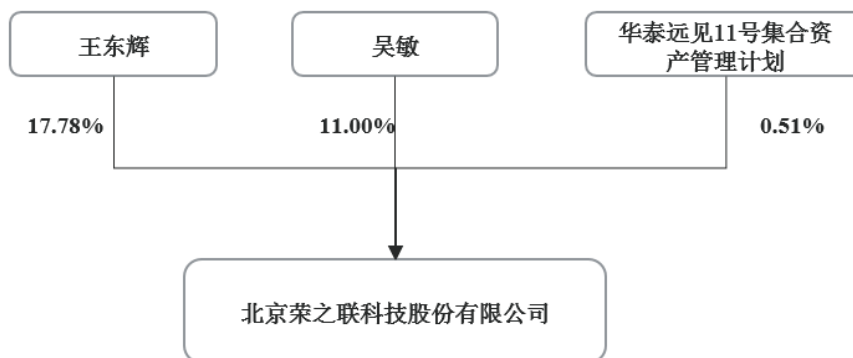 王东辉
吴敏
华泰远见11号集合资
产管理计划
17.78%
11.00%
0.51%
北京荣之联科技股份有限公司